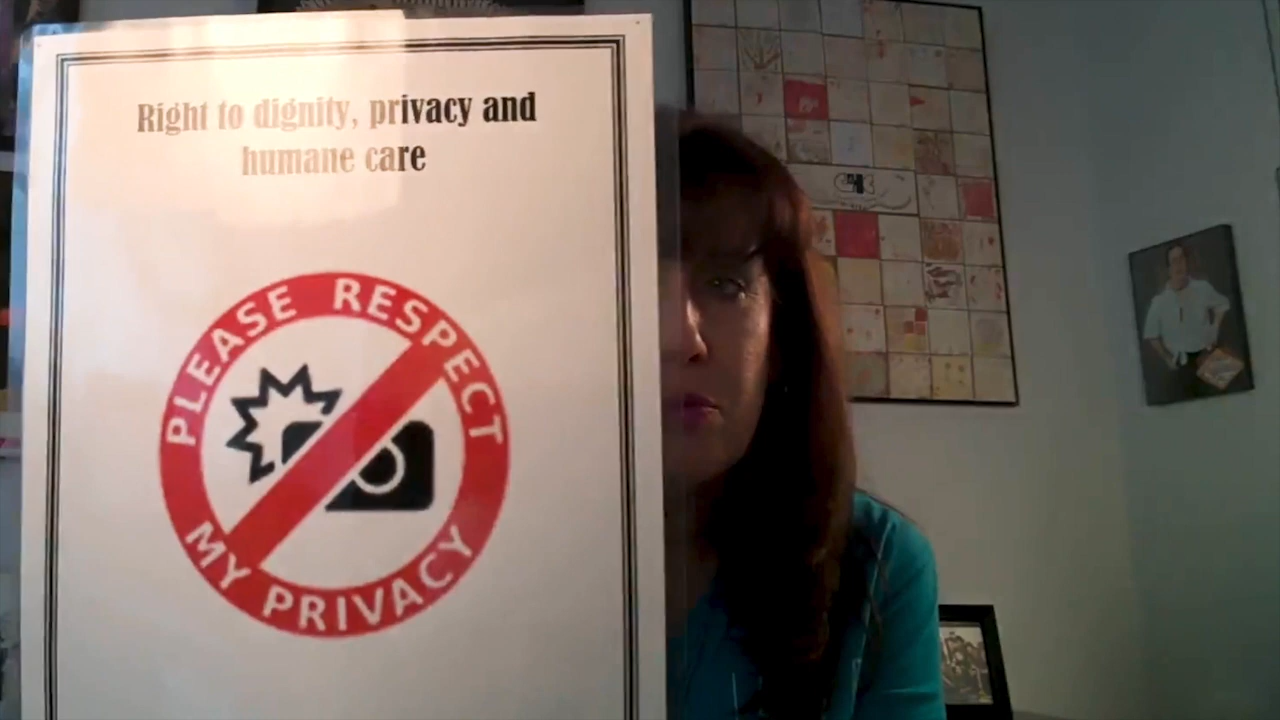 Right to dignity, privacy and
humane care
PLEASE RESPECT
MY PRIVACY